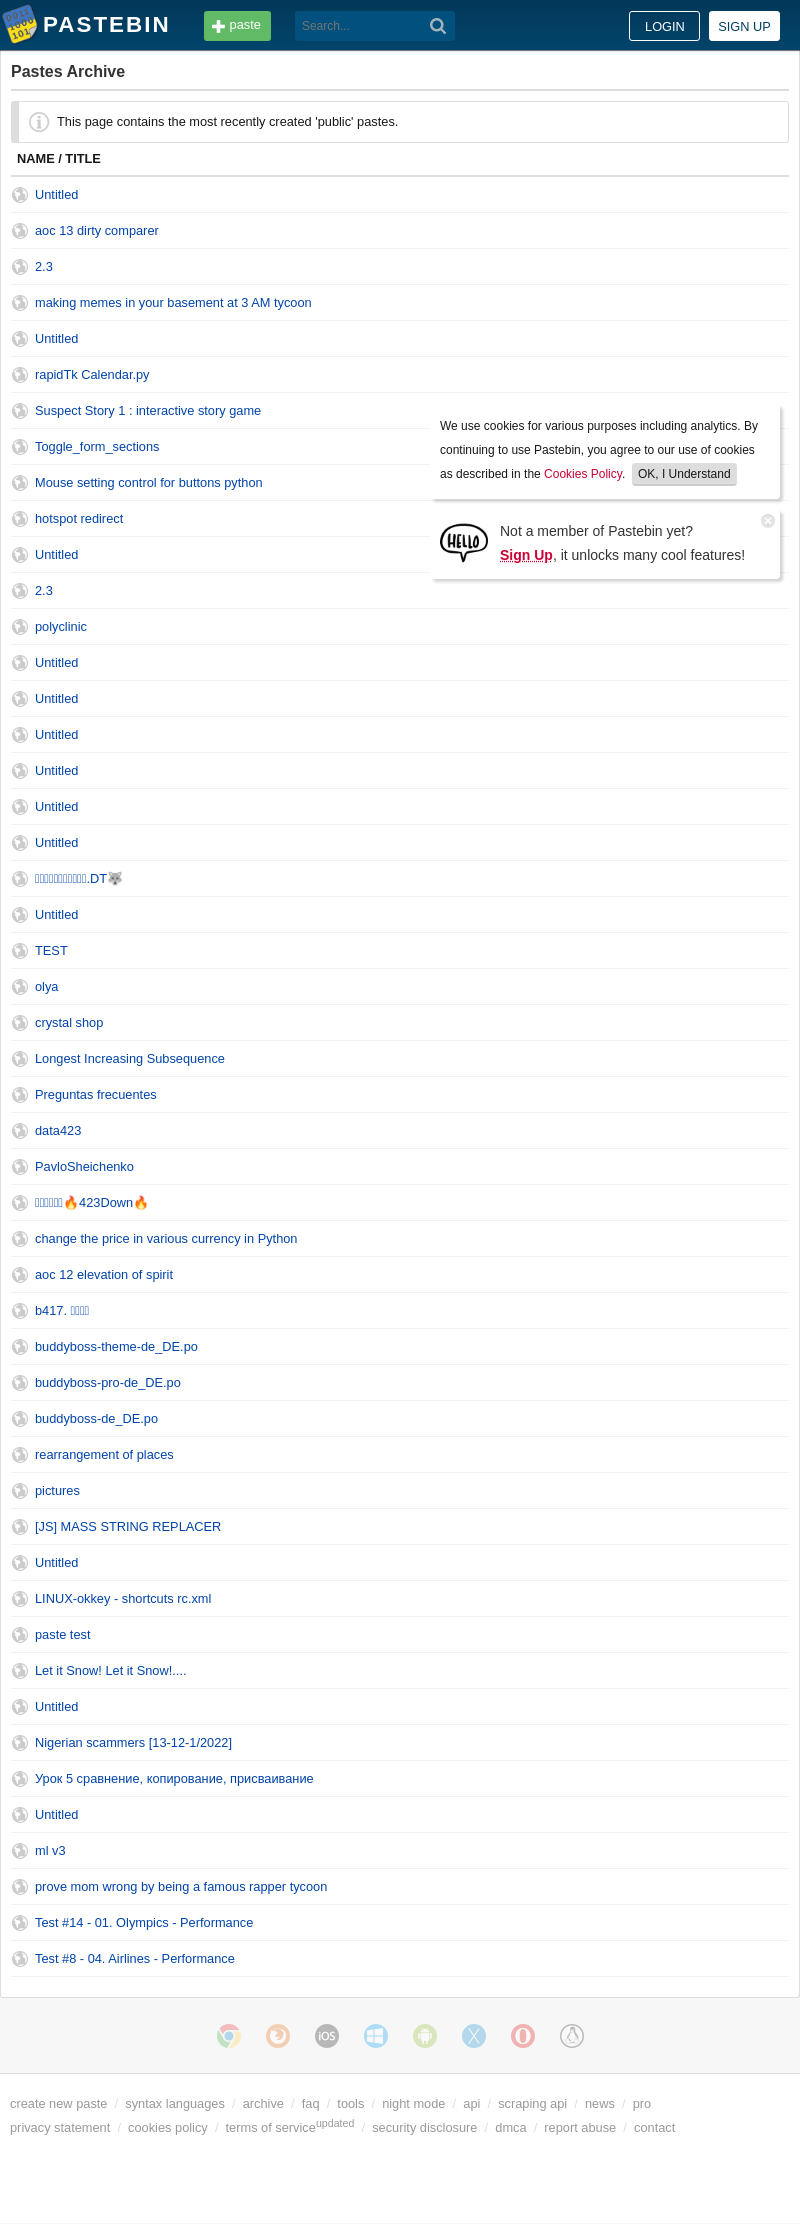 PASTEBIN
paste
Search...
LOGIN
SIGN UP
Pastes Archive
This page contains the most recently created 'public' pastes.
NAME / TITLE
Untitled
aoc 13 dirty comparer
2.3
making memes in your basement at 3 AM tycoon
Untitled
rapidTk Calendar.py
Suspect Story 1 : interactive story game
Toggle_form_sections
Mouse setting control for buttons python
hotspot redirect
Untitled
2.3
We use cookies for various purposes including analytics. By
continuing to use Pastebin, you agree to our use of cookies
as described in the Cookies Policy. OK, I Understand
HELLO
Not a member of Pastebin yet?
Sign Up, it unlocks many cool features!
polyclinic
Untitled
Untitled
Untitled
Untitled
Untitled
Untitled
.DT🐺
Untitled
TEST
olya
crystal shop
Longest Increasing Subsequence
Preguntas frecuentes
data423
PavloSheichenko
🔥423Down🔥
change the price in various currency in Python
aoc 12 elevation of spirit
b417.
buddyboss-theme-de_DE.po
buddyboss-pro-de_DE.po
buddyboss-de_DE.po
rearrangement of places
pictures
[JS] MASS STRING REPLACER
Untitled
LINUX-okkey - shortcuts rc.xml
paste test
Let it Snow! Let it Snow!....
Untitled
Nigerian scammers [13-12-1/2022]
Урок 5 сравнение, копирование, присваивание
Untitled
ml v3
prove mom wrong by being a famous rapper tycoon
Test #14 - 01. Olympics - Performance
Test #8 - 04. Airlines - Performance
iOS
create new paste / syntax languages / archive / faq / tools / night mode / api / scraping api / news / pro
privacy statement / cookies policy / terms of service updated / security disclosure / dmca / report abuse / contact